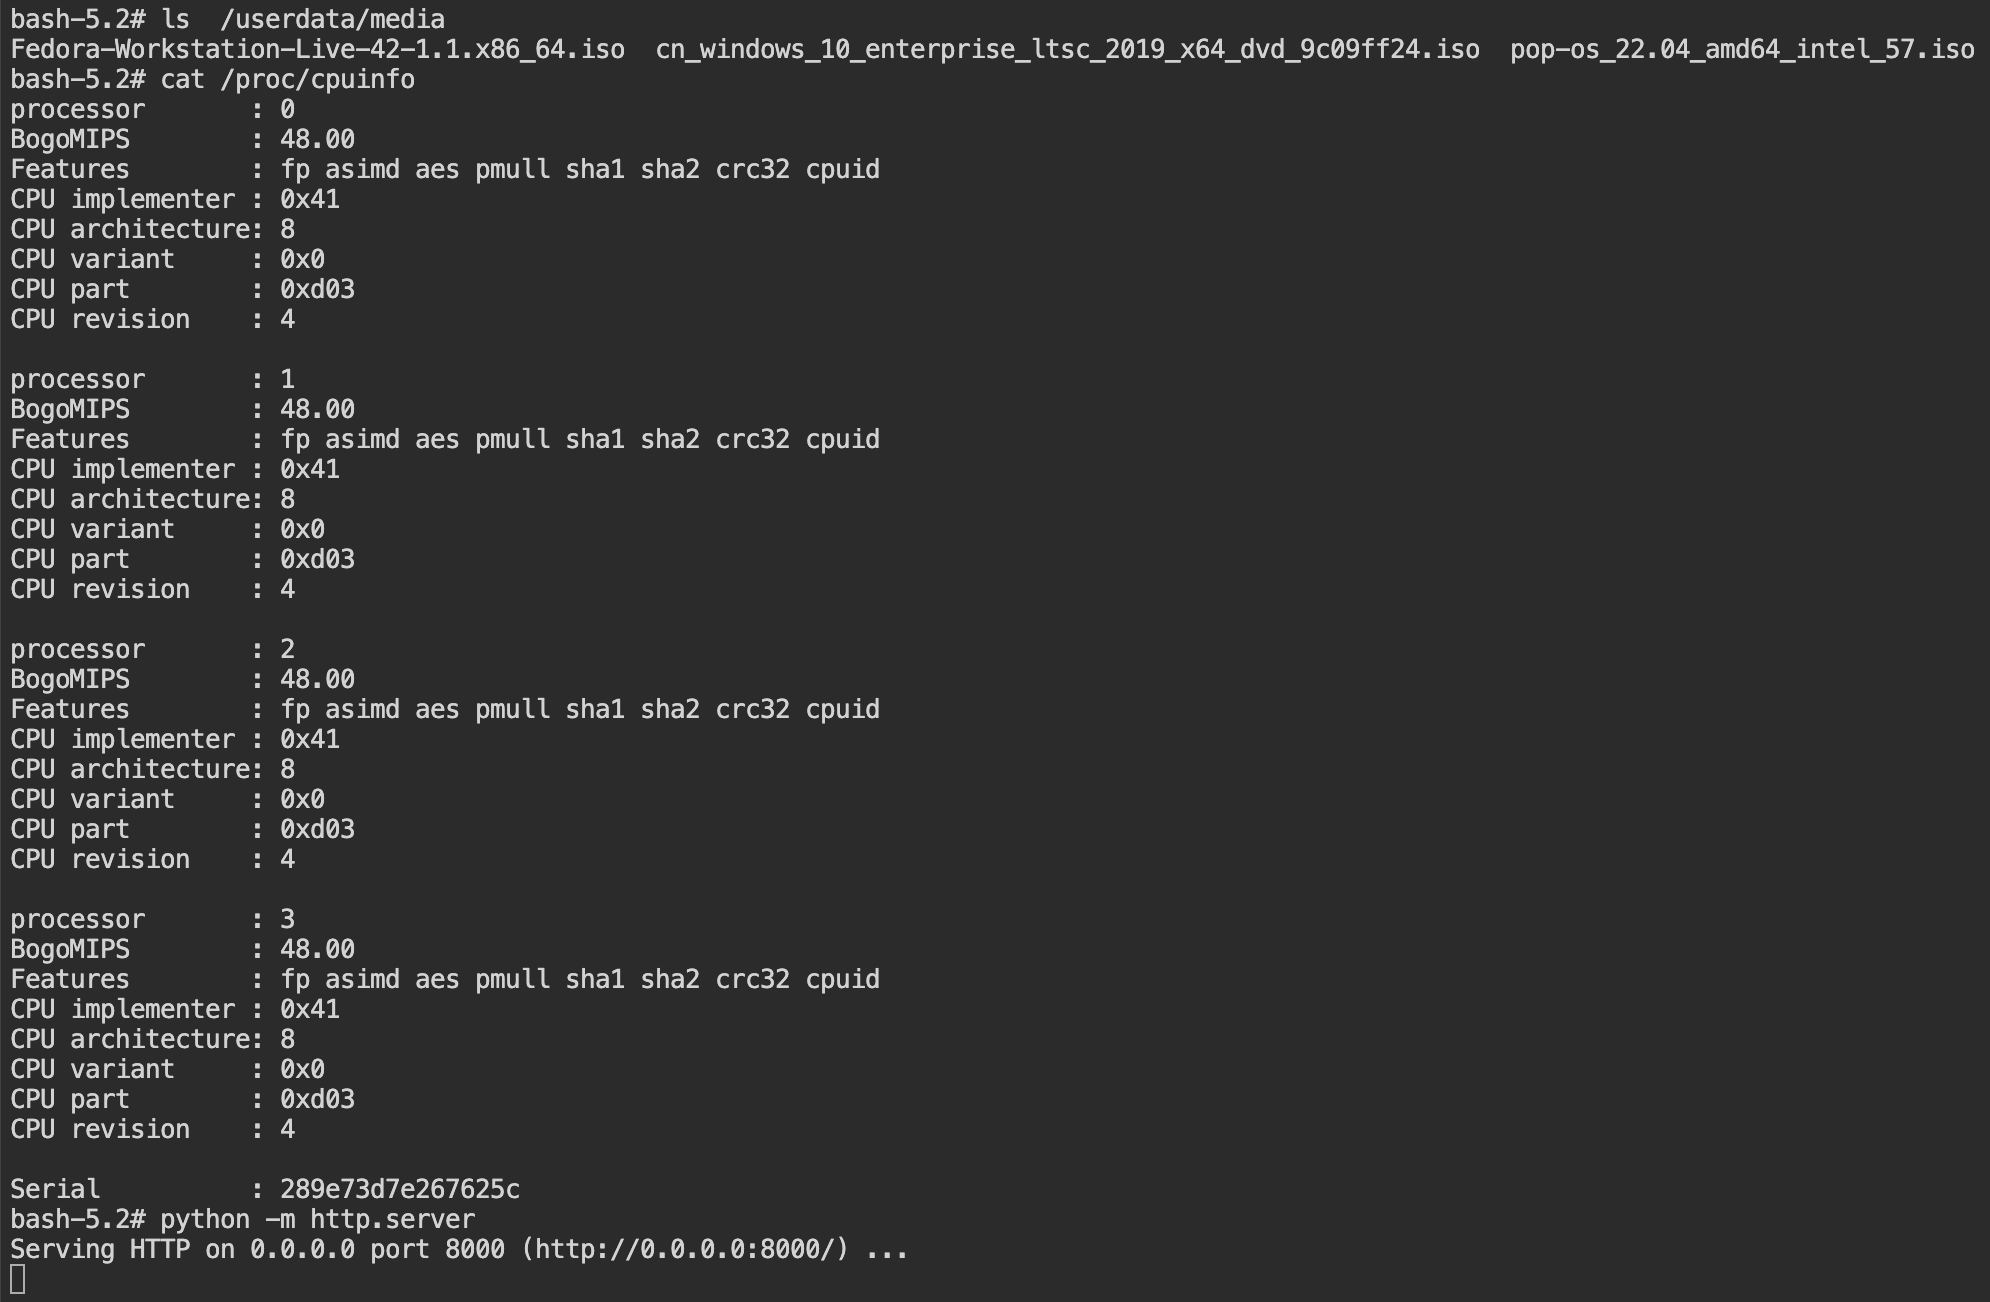 bash-5.2# ls  /userdata/media
Fedora-Workstation-Live-42-1.1.x86_64.iso  cn_windows_10_enterprise_ltsc_2019_x64_dvd_9c09ff24.iso  pop-os_22.04_amd64_intel_57.iso
bash-5.2# cat /proc/cpuinfo
processor       : 0
BogoMIPS        : 48.00
Features        : fp asimd aes pmull sha1 sha2 crc32 cpuid
CPU implementer : 0x41
CPU architecture: 8
CPU variant     : 0x0
CPU part        : 0xd03
CPU revision    : 4

processor       : 1
BogoMIPS        : 48.00
Features        : fp asimd aes pmull sha1 sha2 crc32 cpuid
CPU implementer : 0x41
CPU architecture: 8
CPU variant     : 0x0
CPU part        : 0xd03
CPU revision    : 4

processor       : 2
BogoMIPS        : 48.00
Features        : fp asimd aes pmull sha1 sha2 crc32 cpuid
CPU implementer : 0x41
CPU architecture: 8
CPU variant     : 0x0
CPU part        : 0xd03
CPU revision    : 4

processor       : 3
BogoMIPS        : 48.00
Features        : fp asimd aes pmull sha1 sha2 crc32 cpuid
CPU implementer : 0x41
CPU architecture: 8
CPU variant     : 0x0
CPU part        : 0xd03
CPU revision    : 4

Serial          : 289e73d7e267625c
bash-5.2# python -m http.server
Serving HTTP on 0.0.0.0 port 8000 (http://0.0.0.0:8000/) ...